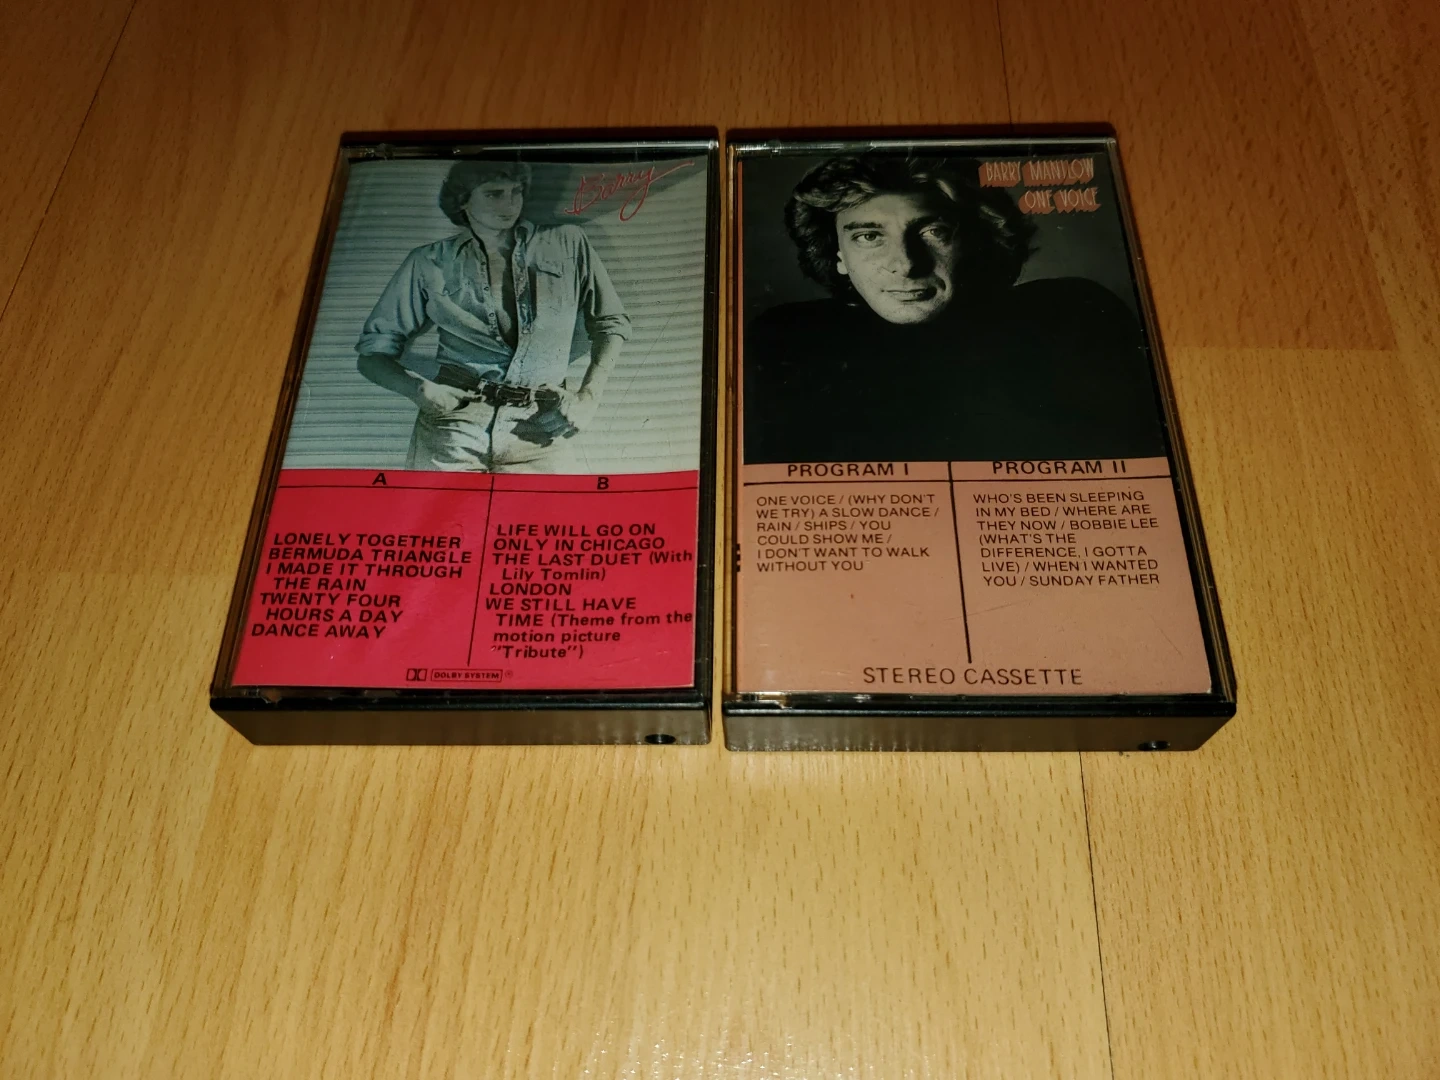 Barry
A
LONELY TOGETHER
BERMUDA TRIANGLE
I MADE IT THROUGH
THE RAIN
TWENTY FOUR
HOURS A DAY
DANCE AWAY
B
LIFE WILL GO ON
ONLY IN CHICAGO
THE LAST DUET (With
Lily Tomlin)
LONDON
WE STILL HAVE
TIME (Theme from the
motion picture
"Tribute")
DOLBY SYSTEM ®
BARRY MANILOW
ONE VOICE
PROGRAM I
ONE VOICE / (WHY DON'T
WE TRY) A SLOW DANCE /
RAIN / SHIPS / YOU
COULD SHOW ME /
I DON'T WANT TO WALK
WITHOUT YOU
PROGRAM II
WHO'S BEEN SLEEPING
IN MY BED / WHERE ARE
THEY NOW / BOBBIE LEE
(WHAT'S THE
DIFFERENCE, I GOTTA
LIVE) / WHEN I WANTED
YOU / SUNDAY FATHER
STEREO CASSETTE